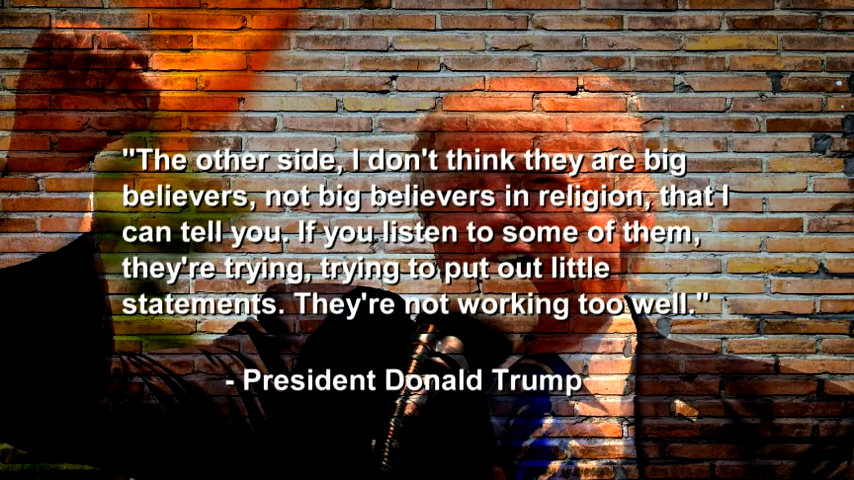 "The other side, I don't think they are big
believers, not big believers in religion, that I
can tell you. If you listen to some of them,
they're trying, trying to put out little
statements. They're not working too well."
- President Donald Trump